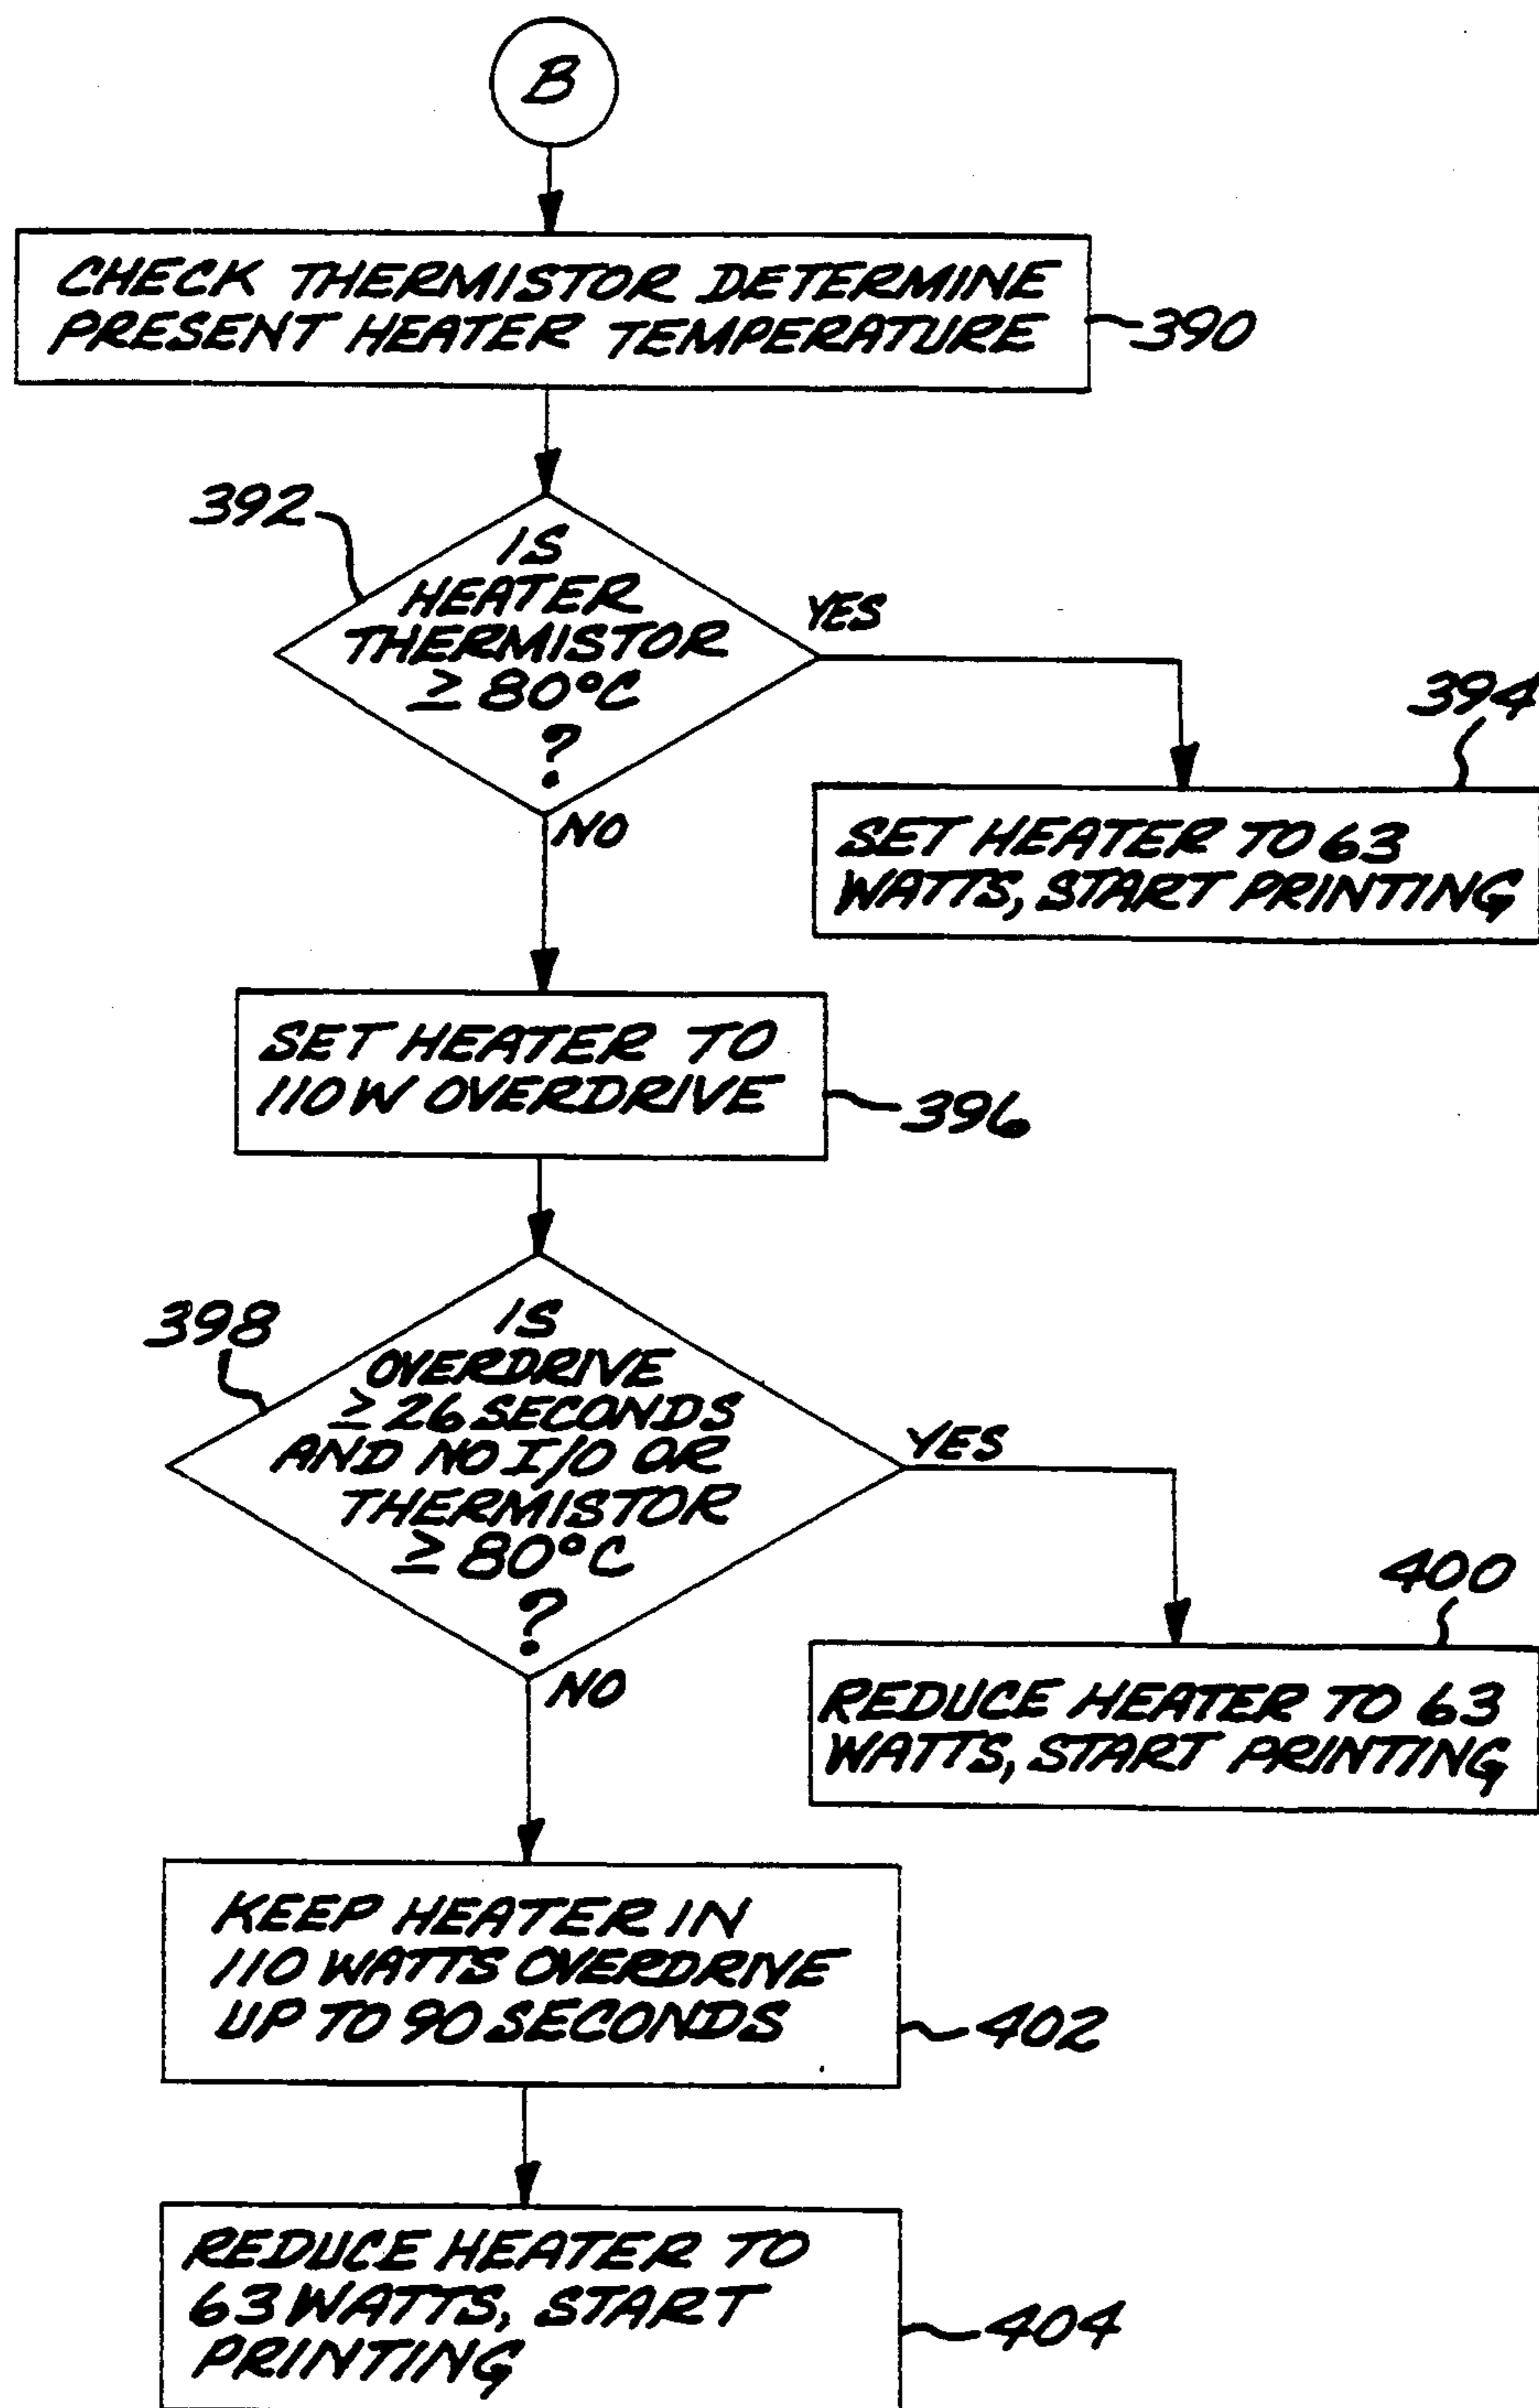 B
CHECK THERMISTOR DETERMINE
PRESENT HEATER TEMPERATURE
390
392
IS
HEATER
THERMISTOR
≥ 80°C
?
YES
NO
394
SET HEATER TO 63
WATTS, START PRINTING
SET HEATER TO
110W OVERDRIVE
396
398
IS
OVERDRIVE
≥ 26 SECONDS
AND NO I/O OR
THERMISTOR
≥ 80°C
?
YES
NO
400
REDUCE HEATER TO 63
WATTS, START PRINTING
KEEP HEATER IN
110 WATTS OVERDRIVE
UP TO 90 SECONDS
402
REDUCE HEATER TO
63 WATTS, START
PRINTING
404